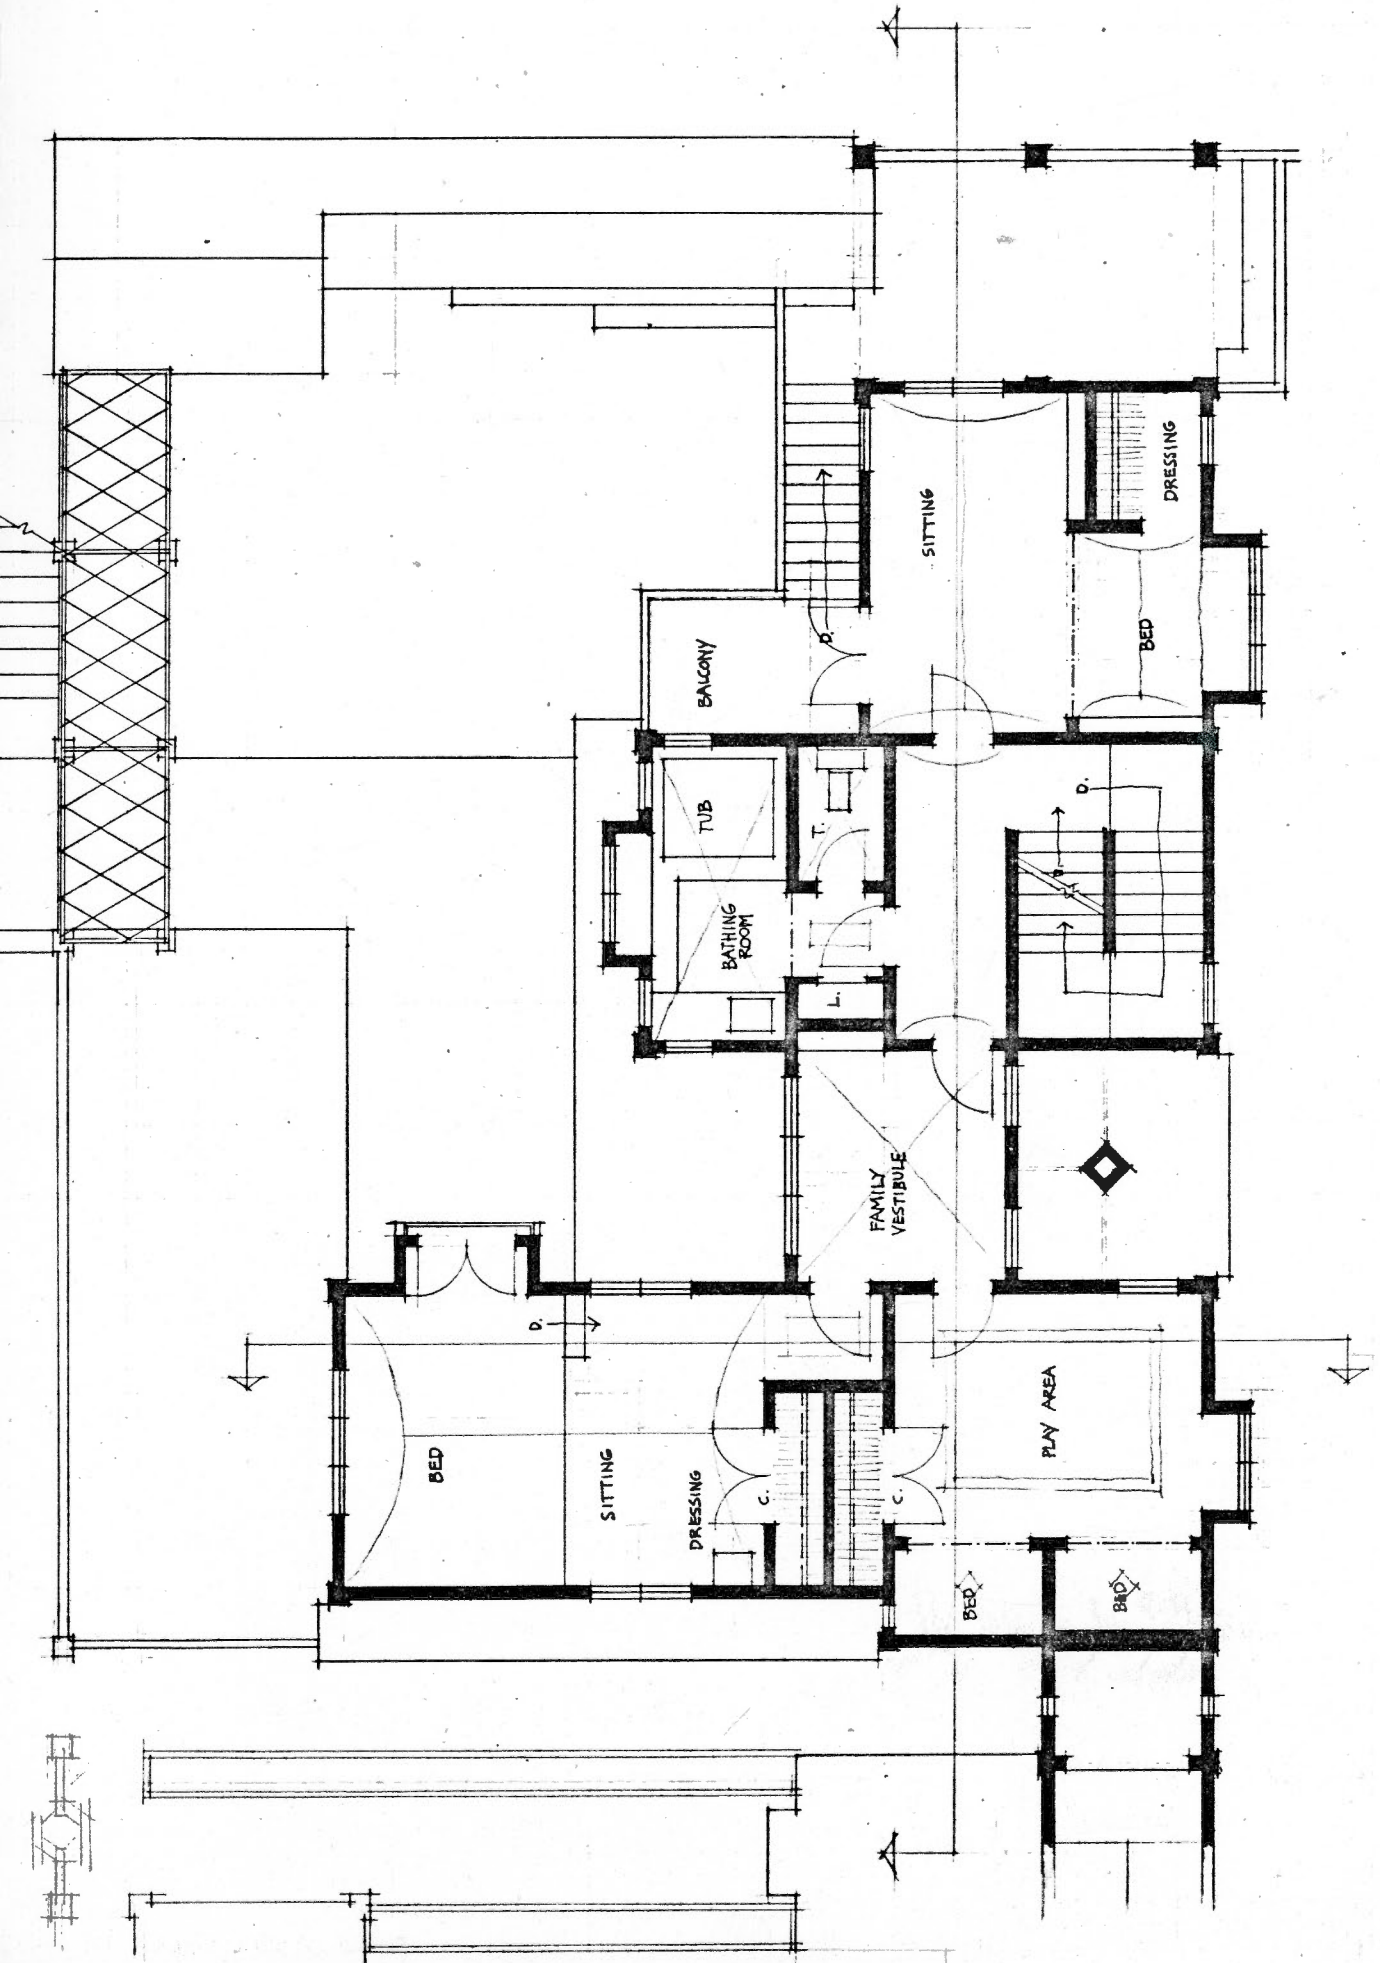 SITTING
DRESSING
BED
BALCONY
D.
D.
TUB
T.
BATHING
ROOM
L.
FAMILY
VESTIBULE
D.
BED
SITTING
DRESSING
C.
C.
PLAY AREA
BED
BED